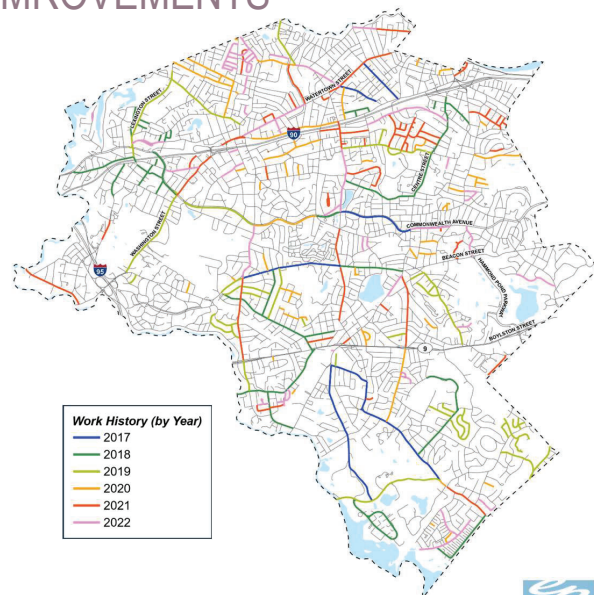 MROVEMENTS
WATERTOWN STREET
LEXINGTON STREET
90
CENTRE STREET
COMMONWEALTH AVENUE
WASHINGTON STREET
BEACON STREET
95
HAMMOND POND PARKWAY
BOYLSTON STREET
9
Work History (by Year)
2017
2018
2019
2020
2021
2022